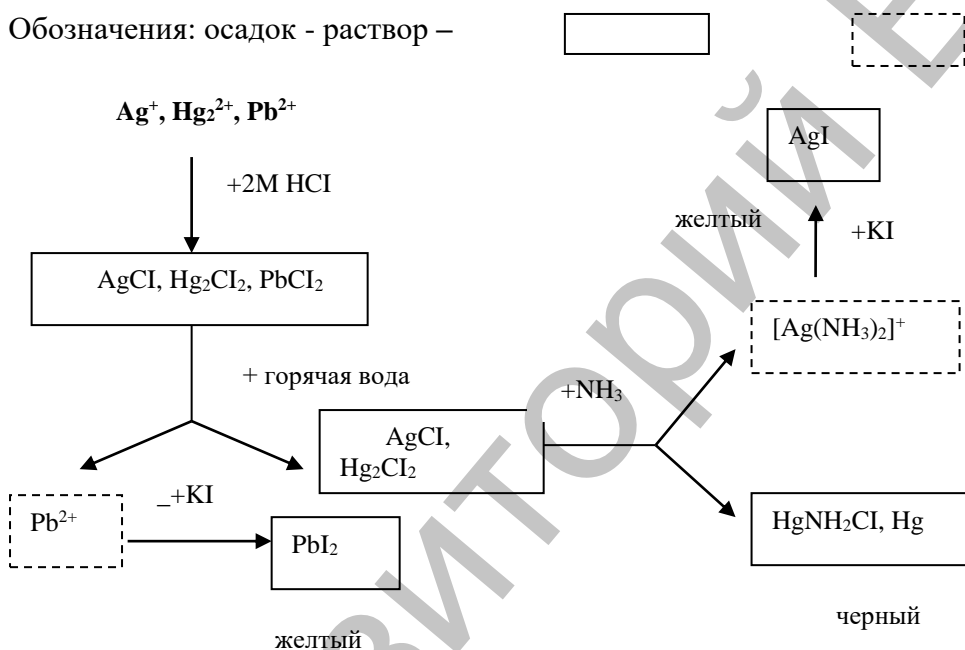 Обозначения: осадок - раствор –
Ag⁺, Hg₂²⁺, Pb²⁺
+2M HCI
AgCI, Hg₂CI₂, PbCI₂
+ горячая вода
AgCI,
Hg₂CI₂
Pb²⁺
_+KI
PbI₂
желтый
+NH₃
[Ag(NH₃)₂]⁺
+KI
AgI
желтый
HgNH₂CI, Hg
черный